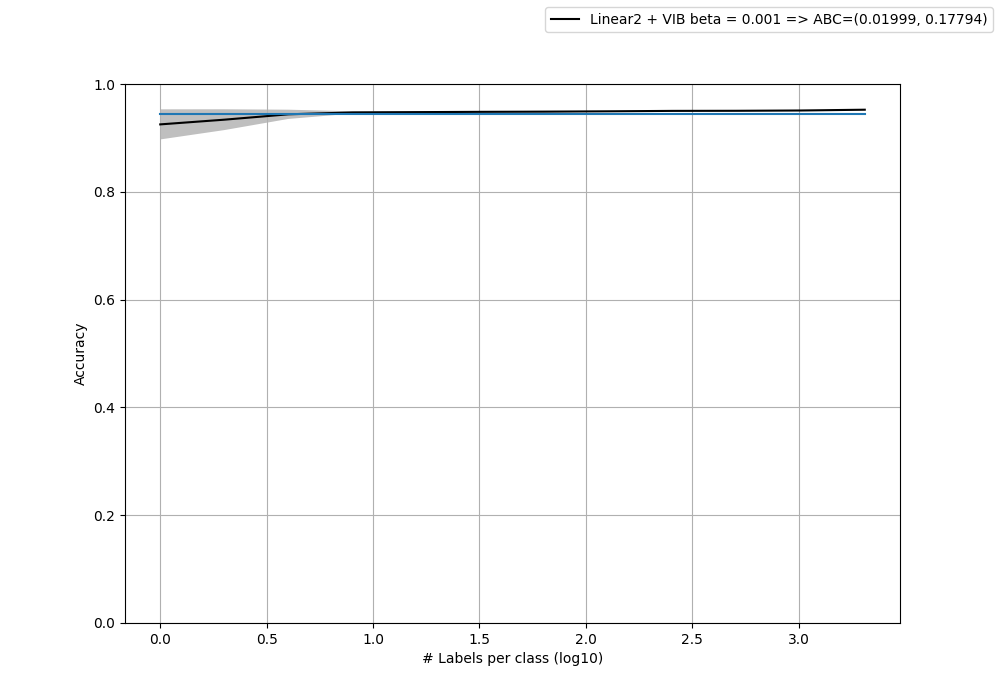 Linear2 + VIB beta = 0.001 => ABC=(0.01999, 0.17794)
1.0
0.8
0.6
0.4
0.2
0.0
Accuracy
0.0 0.5 1.0 1.5 2.0 2.5 3.0
# Labels per class (log10)